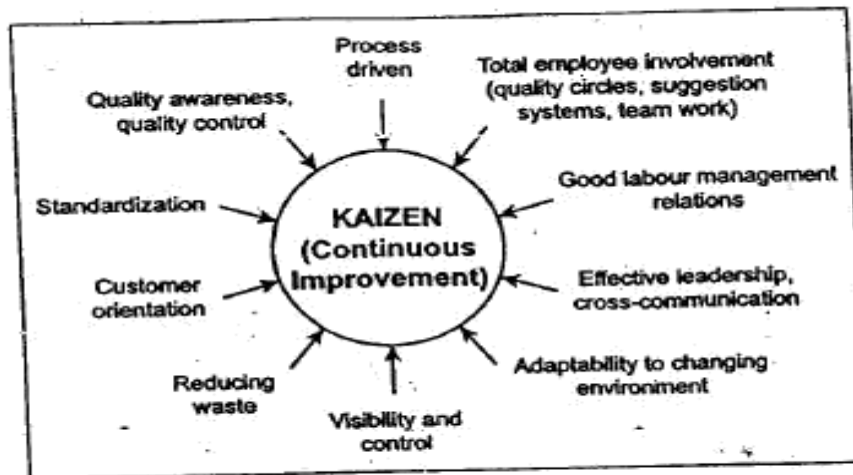 Process
driven
Total employee involvement
(quality circles, suggestion
systems, team work)
Quality awareness,
quality control
Good labour management
relations
Standardization
KAIZEN
(Continuous
Improvement)
Customer
orientation
Effective leadership,
cross-communication
Reducing
waste
Visibility and
control
Adaptability to changing
environment